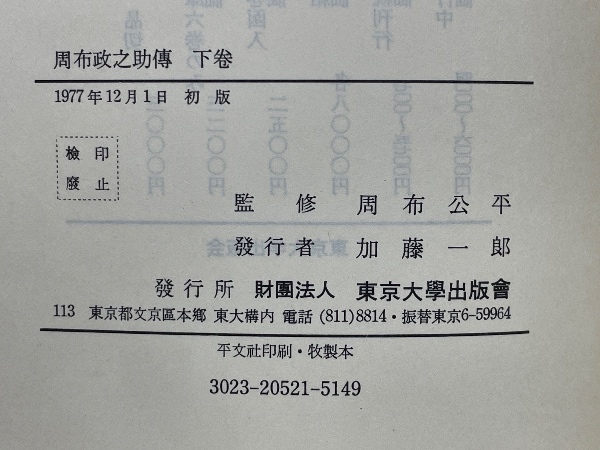 周布政之助傳 下卷
1977年12月1日 初版
檢印
廢止
監修 周布公平
發行者 加藤一郎
發行所 財團法人 東京大學出版會
113 東京都文京區本鄕 東大構內 電話 (811)8814・振替東京6-59964
平文社印刷・牧製本
3023-20521-5149